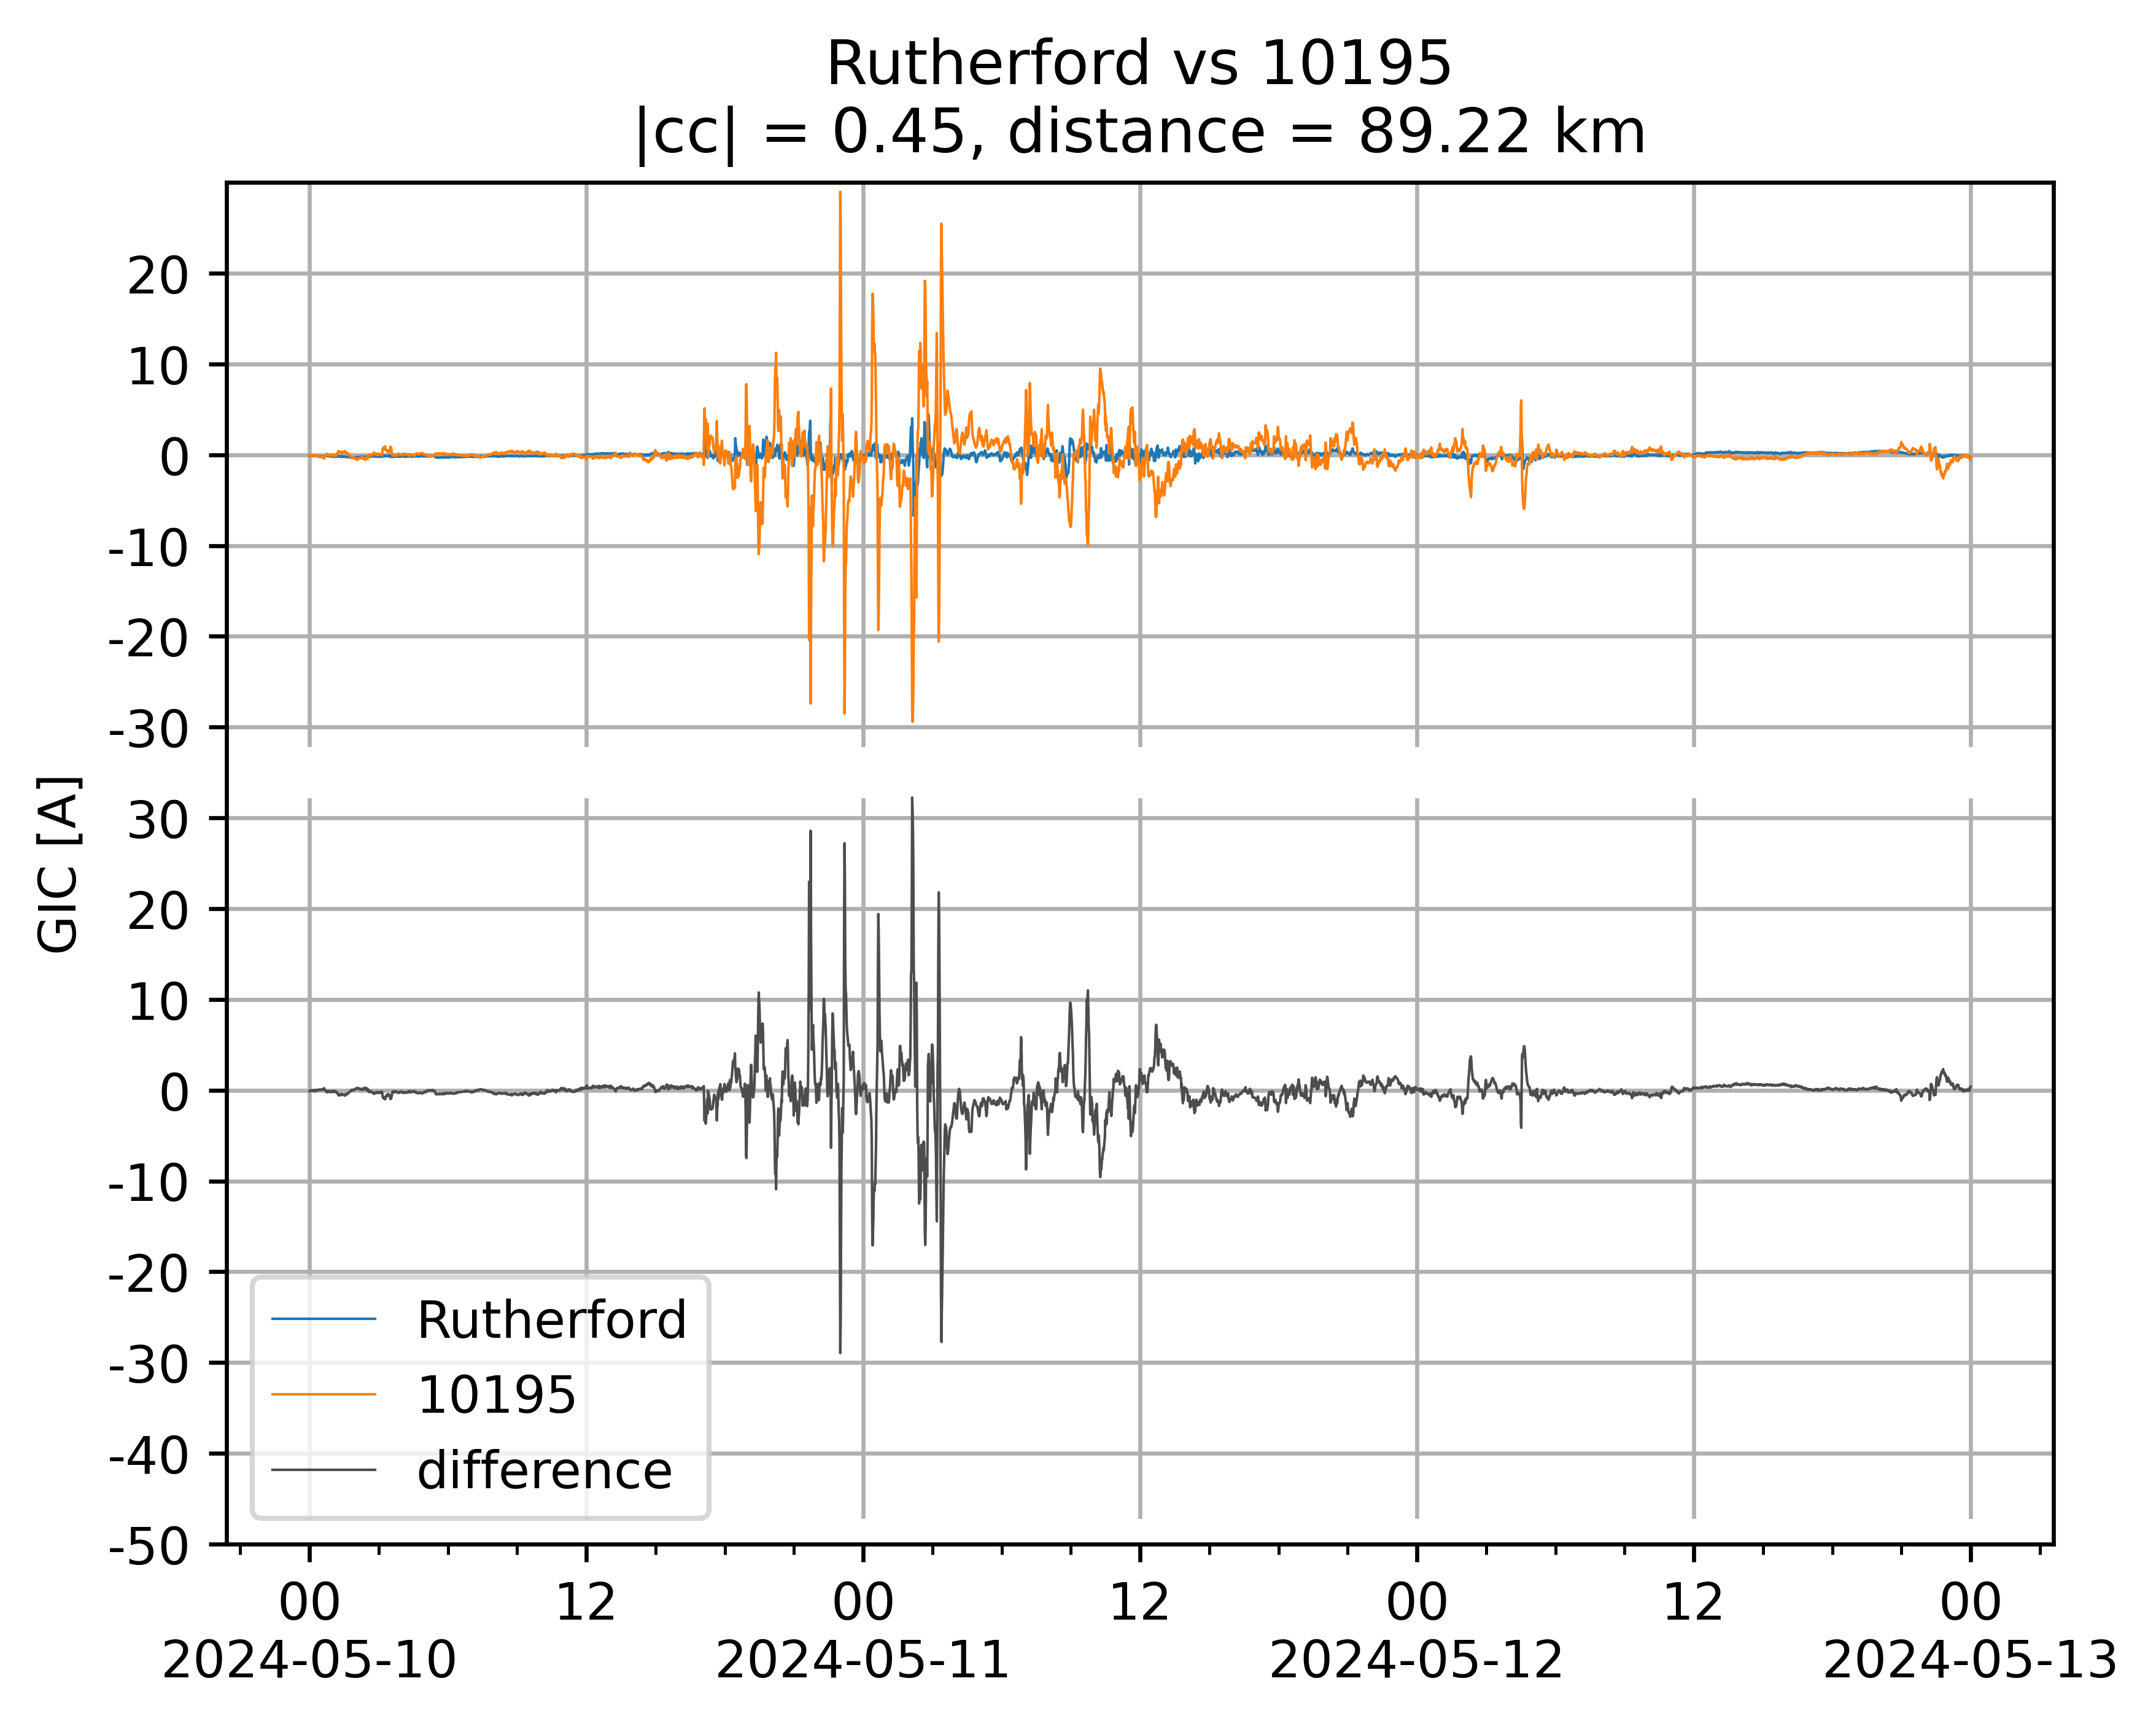 Rutherford vs 10195
|cc| = 0.45, distance = 89.22 km
20
10
0
-10
-20
-30
GIC [A]
30
20
10
0
-10
-20
-30
-40
-50
Rutherford
10195
difference
00 12 00 12 00 12 00
2024-05-10 2024-05-11 2024-05-12 2024-05-13